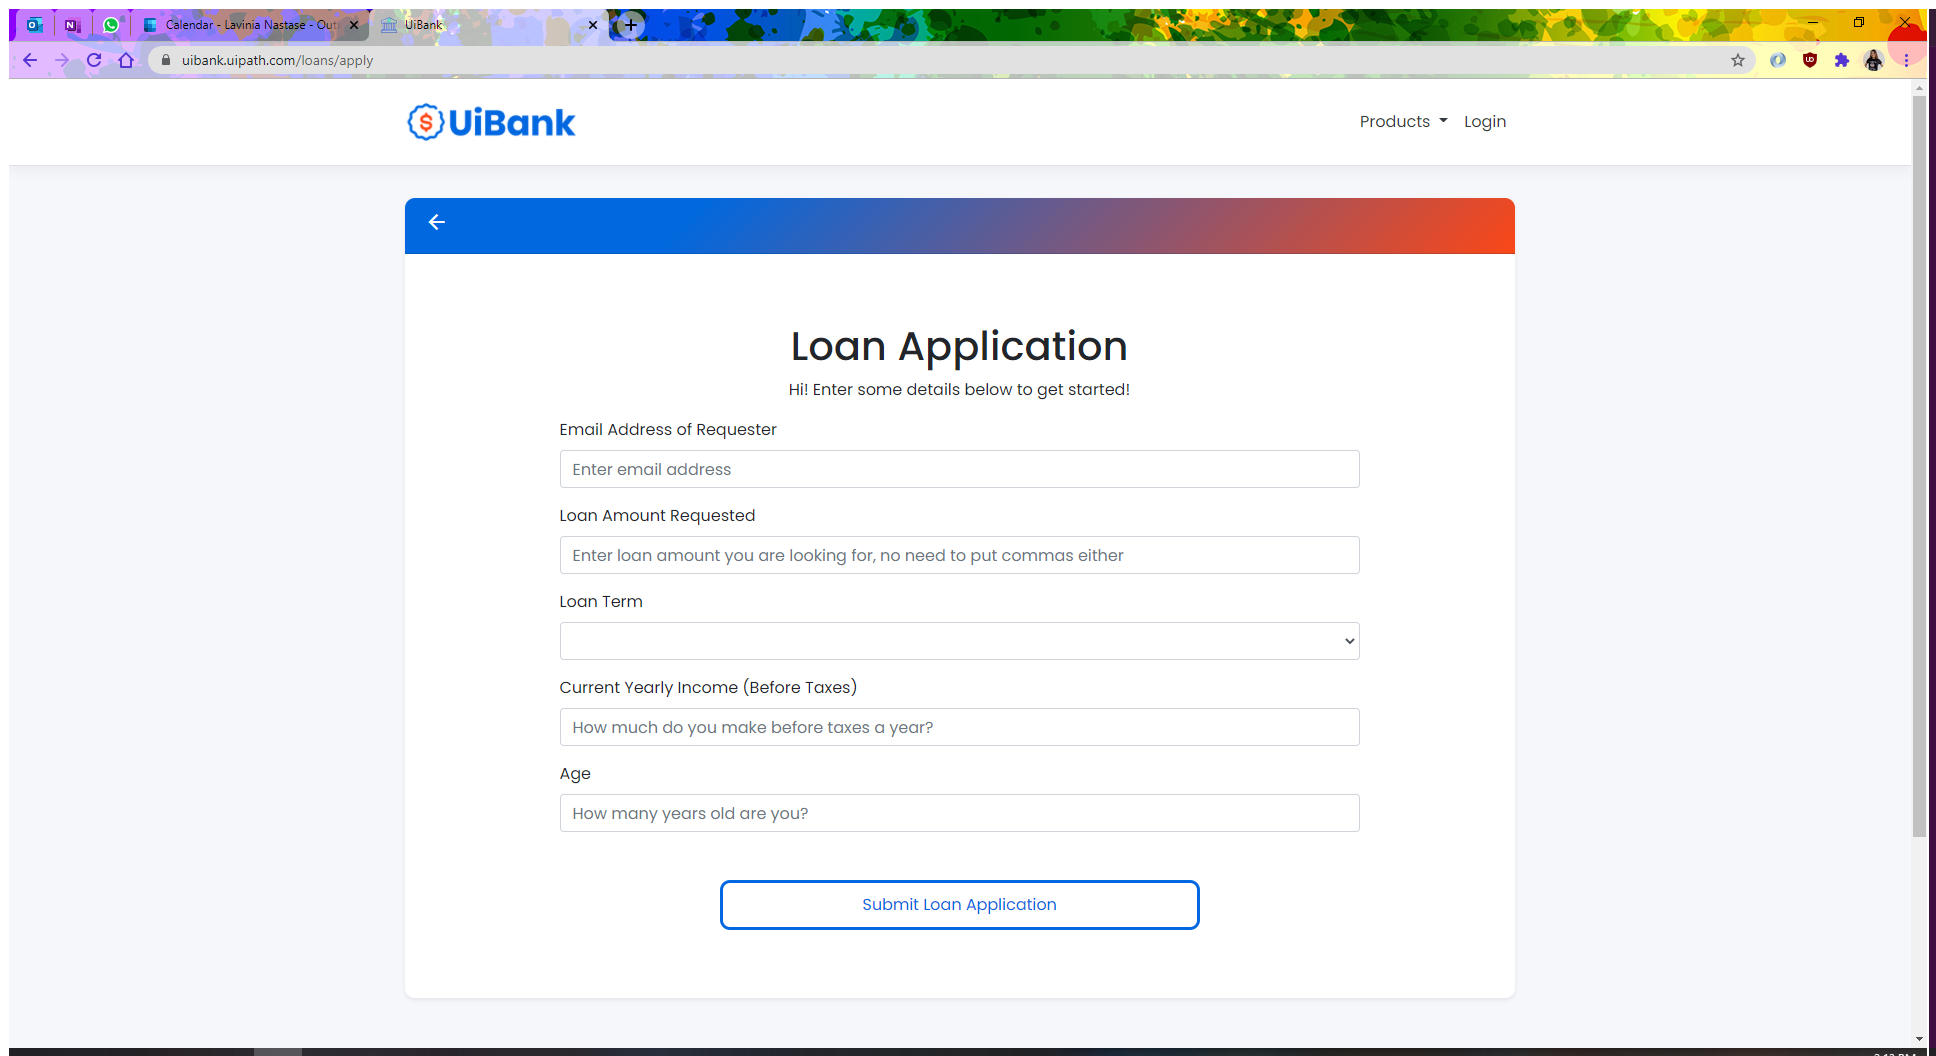 Calendar - Lavinia Nastase - Out
UiBank
uibank.uipath.com/loans/apply
UiBank
Products
Login
Loan Application
Hi! Enter some details below to get started!
Email Address of Requester
Enter email address
Loan Amount Requested
Enter loan amount you are looking for, no need to put commas either
Loan Term
Current Yearly Income (Before Taxes)
How much do you make before taxes a year?
Age
How many years old are you?
Submit Loan Application